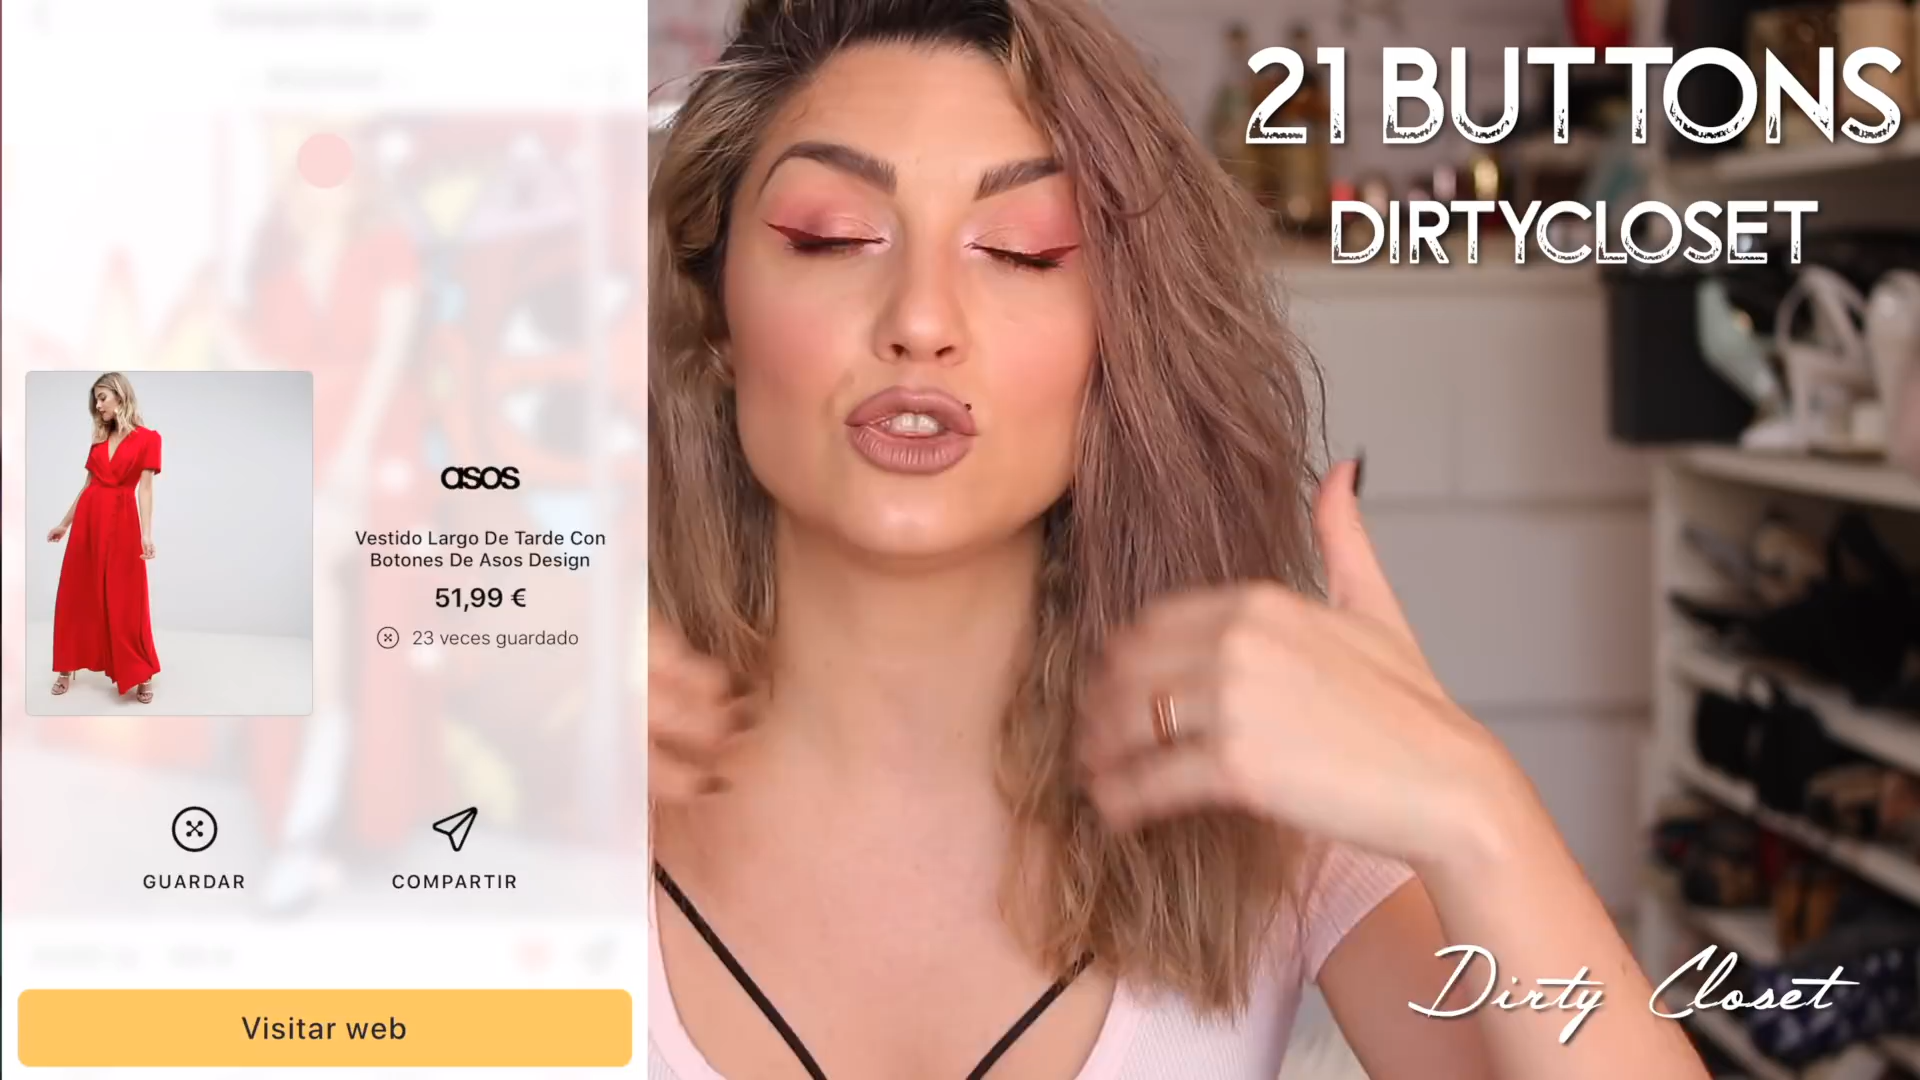 asos
Vestido Largo De Tarde Con
Botones De Asos Design
51,99 €
23 veces guardado
GUARDAR
COMPARTIR
Visitar web
21 BUTTONS
DIRTYCLOSET
Dirty Closet